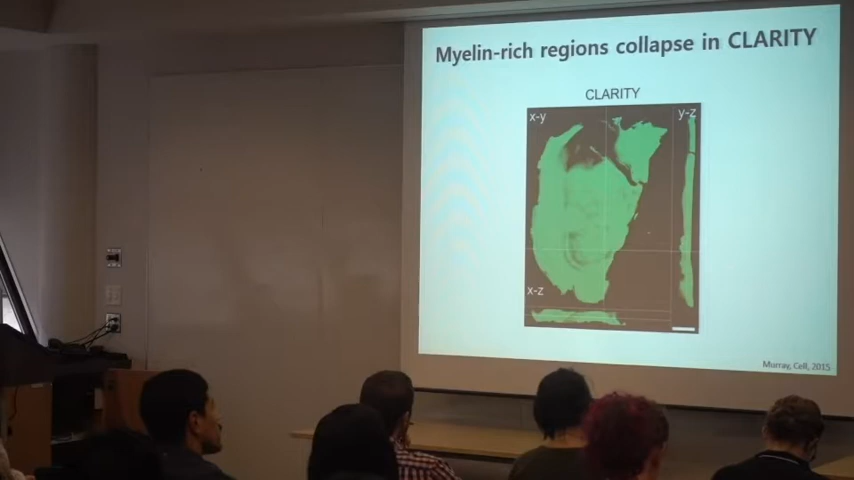 Myelin-rich regions collapse in CLARITY
CLARITY
x-y
y-z
x-z
Murray, Cell, 2015